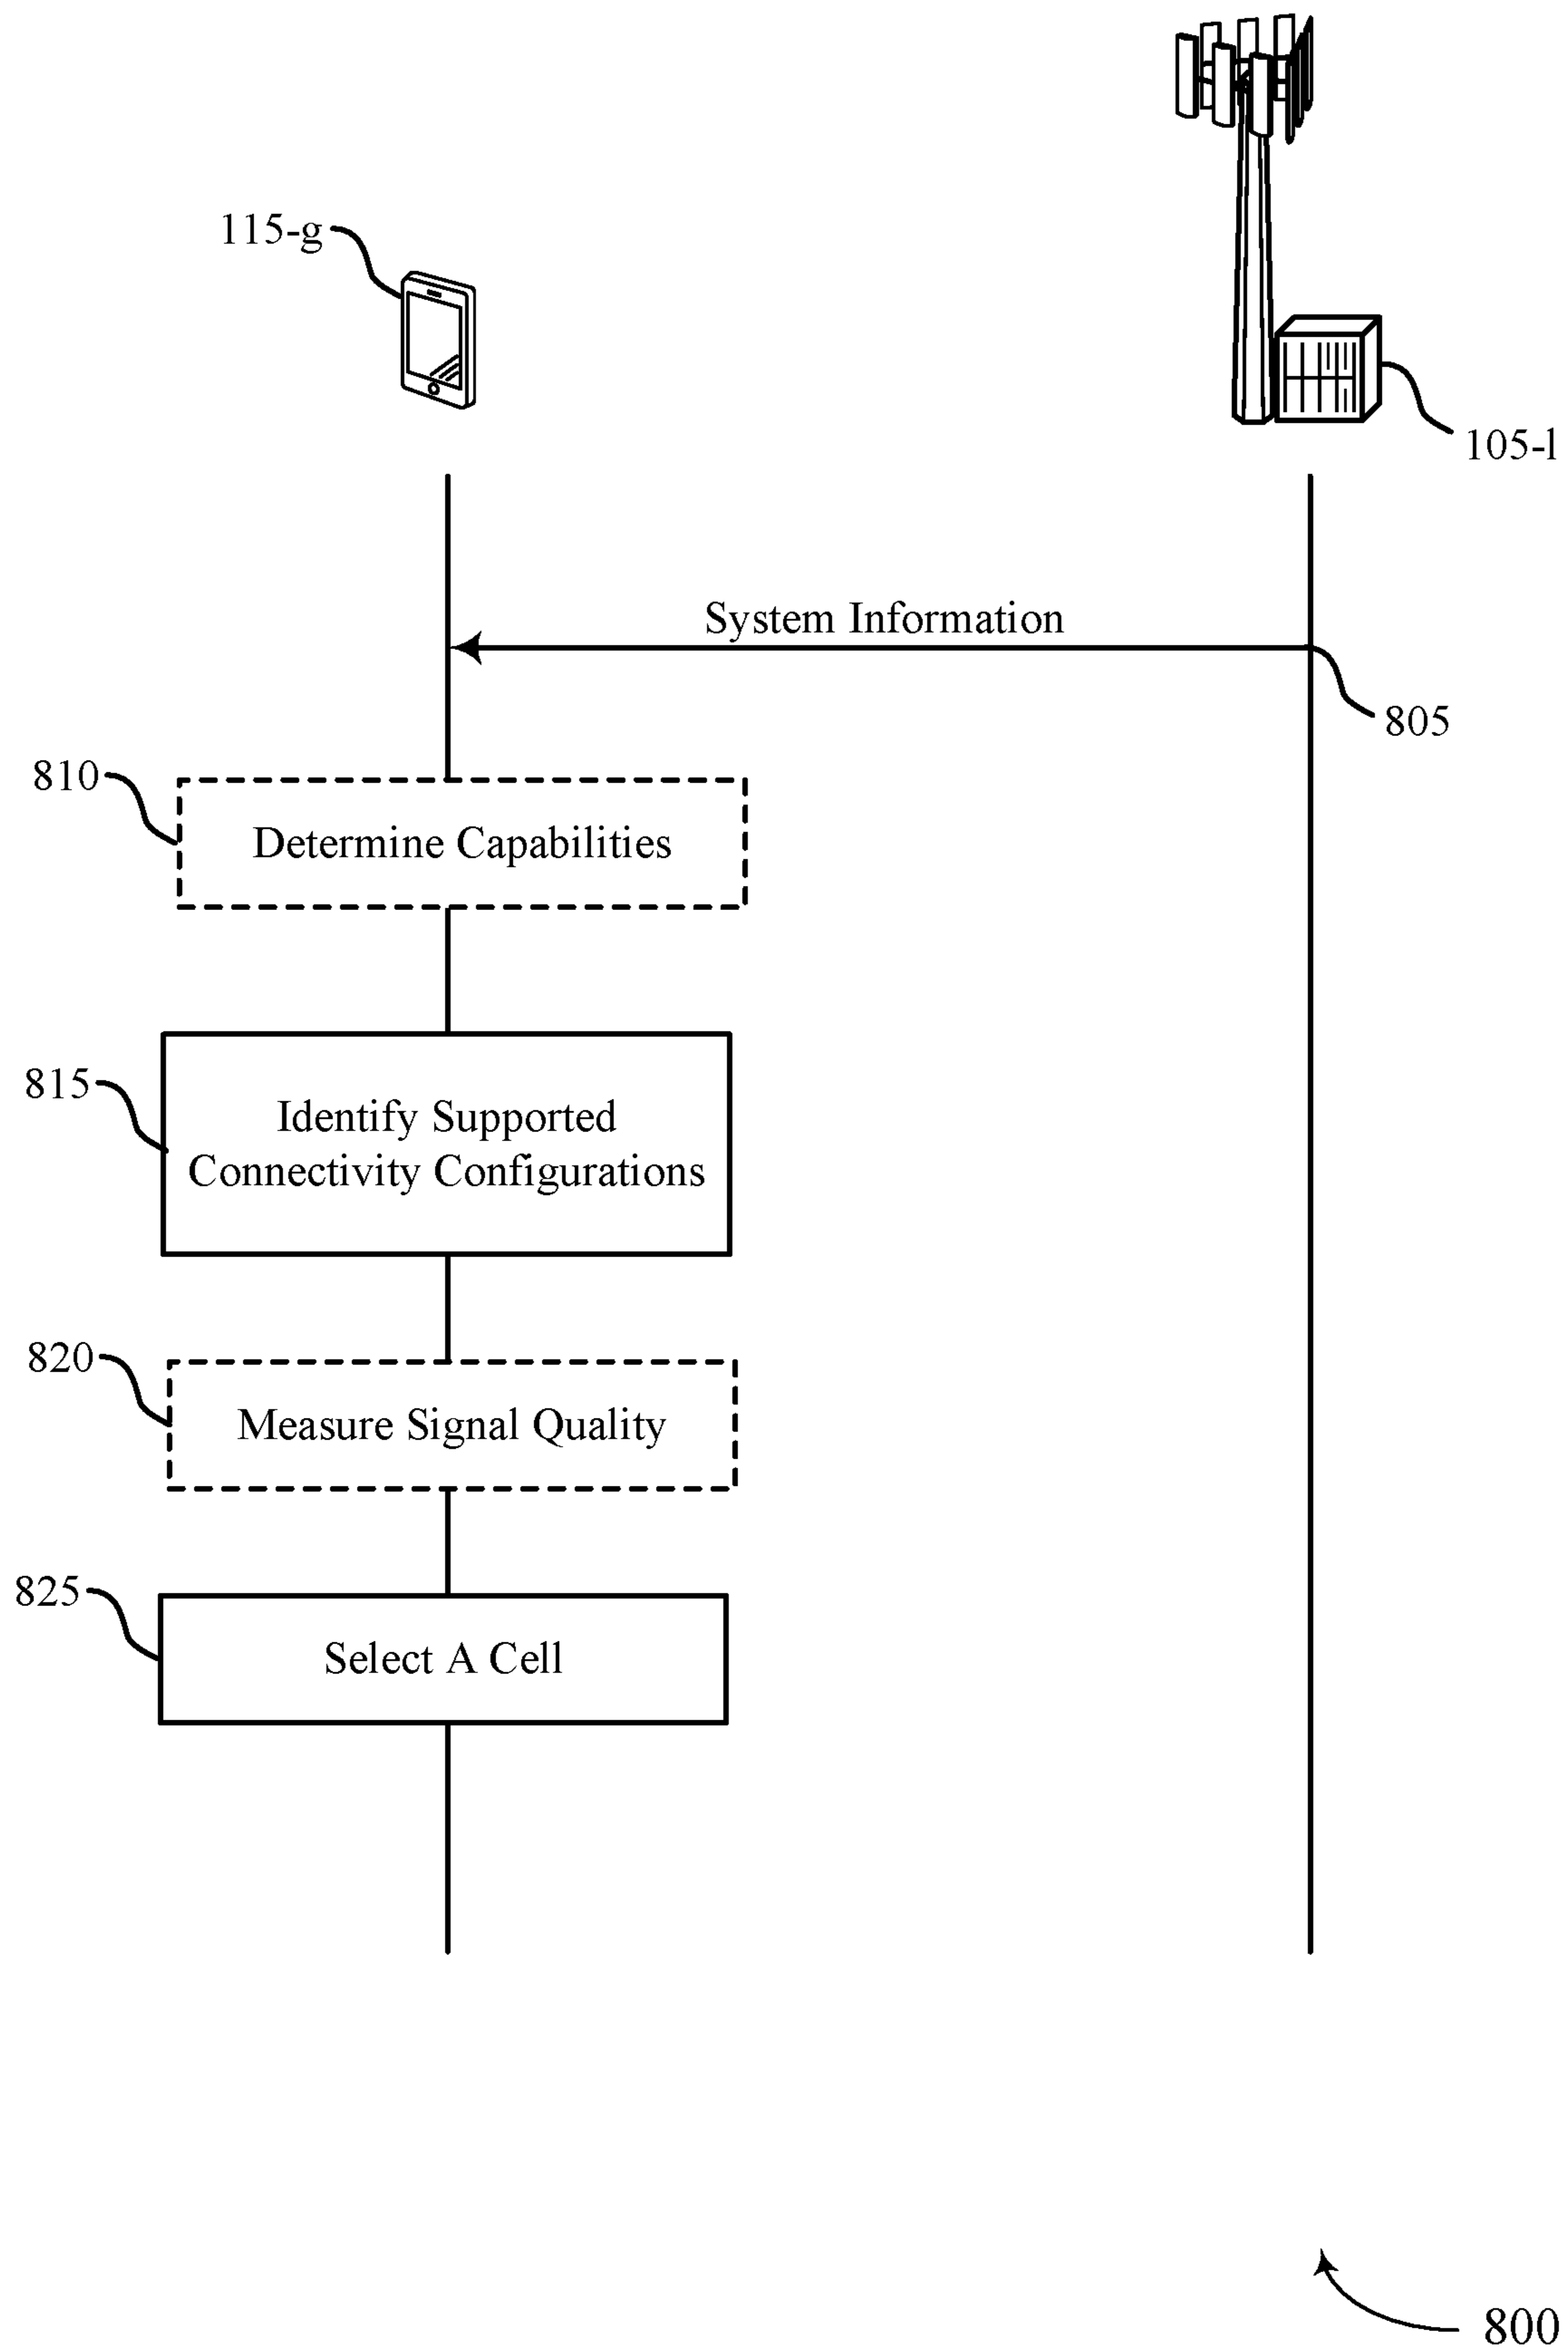 115-g
105-l
System Information
805
810
Determine Capabilities
815
Identify Supported
Connectivity Configurations
820
Measure Signal Quality
825
Select A Cell
800